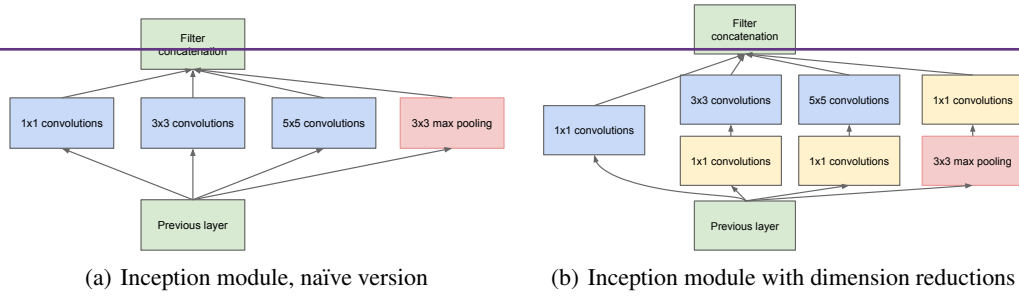 Filter
concatenation
1x1 convolutions
3x3 convolutions
5x5 convolutions
3x3 max pooling
Previous layer
(a) Inception module, naïve version
Filter
concatenation
3x3 convolutions
5x5 convolutions
1x1 convolutions
1x1 convolutions
1x1 convolutions
1x1 convolutions
3x3 max pooling
Previous layer
(b) Inception module with dimension reductions